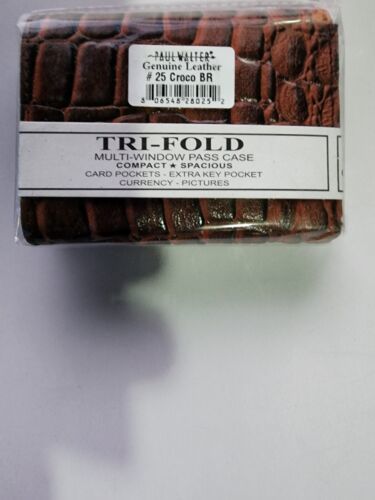 PAUL WALTER
Genuine Leather
# 25 Croco BR
8 06548 28025 2
TRI-FOLD
MULTI-WINDOW PASS CASE
COMPACT ★ SPACIOUS
CARD POCKETS - EXTRA KEY POCKET
CURRENCY - PICTURES